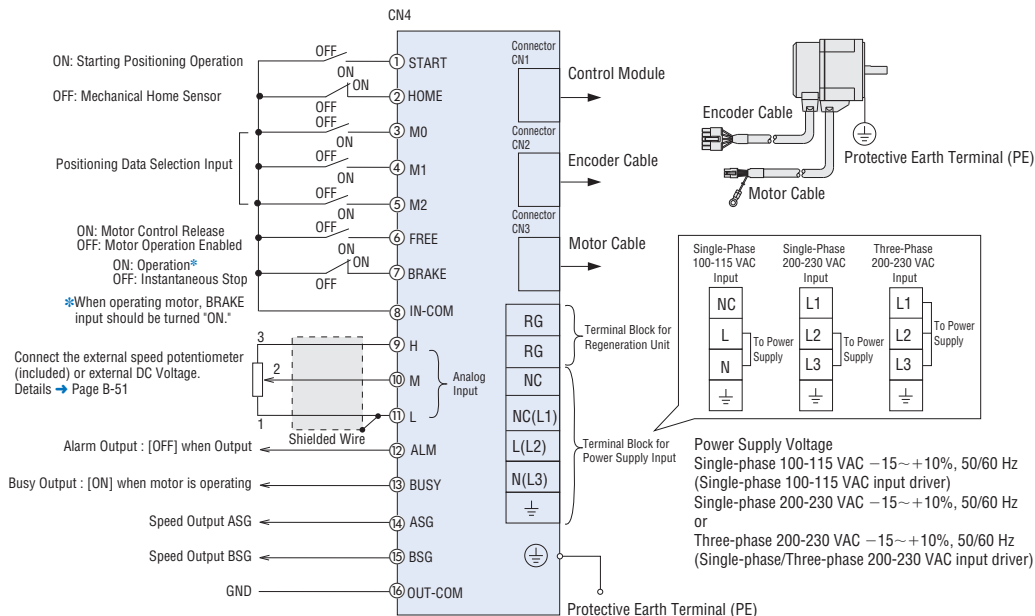 CN4
OFF
ON: Starting Positioning Operation
① START
ON
ON
OFF: Mechanical Home Sensor
② HOME
OFF
OFF
③ M0
ON
OFF
Positioning Data Selection Input
④ M1
ON
OFF
⑤ M2
ON
ON: Motor Control Release
OFF: Motor Operation Enabled
OFF
⑥ FREE
ON
ON
ON: Operation*
OFF: Instantaneous Stop
⑦ BRAKE
OFF
*When operating motor, BRAKE
input should be turned "ON."
⑧ IN-COM
3
⑨ H
Connect the external speed potentiometer
(included) or external DC Voltage.
Details → Page B-51
2
⑩ M
Analog
Input
1
⑪ L
Shielded Wire
Alarm Output : [OFF] when Output
⑫ ALM
Busy Output : [ON] when motor is operating
⑬ BUSY
Speed Output ASG
⑭ ASG
Speed Output BSG
⑮ BSG
GND
⑯ OUT-COM
Connector
CN1
Control Module
Connector
CN2
Encoder Cable
Connector
CN3
Motor Cable
RG
RG
Terminal Block for
Regeneration Unit
NC
NC(L1)
L(L2)
N(L3)
Terminal Block for
Power Supply Input
Protective Earth Terminal (PE)
Encoder Cable
Protective Earth Terminal (PE)
Motor Cable
Single-Phase
100-115 VAC
Input
NC
L
N
To Power
Supply
Single-Phase
200-230 VAC
Input
L1
L2
L3
To Power
Supply
Three-Phase
200-230 VAC
Input
L1
L2
L3
To Power
Supply
Power Supply Voltage
Single-phase 100-115 VAC −15~+10%, 50/60 Hz
(Single-phase 100-115 VAC input driver)
Single-phase 200-230 VAC −15~+10%, 50/60 Hz
or
Three-phase 200-230 VAC −15~+10%, 50/60 Hz
(Single-phase/Three-phase 200-230 VAC input driver)